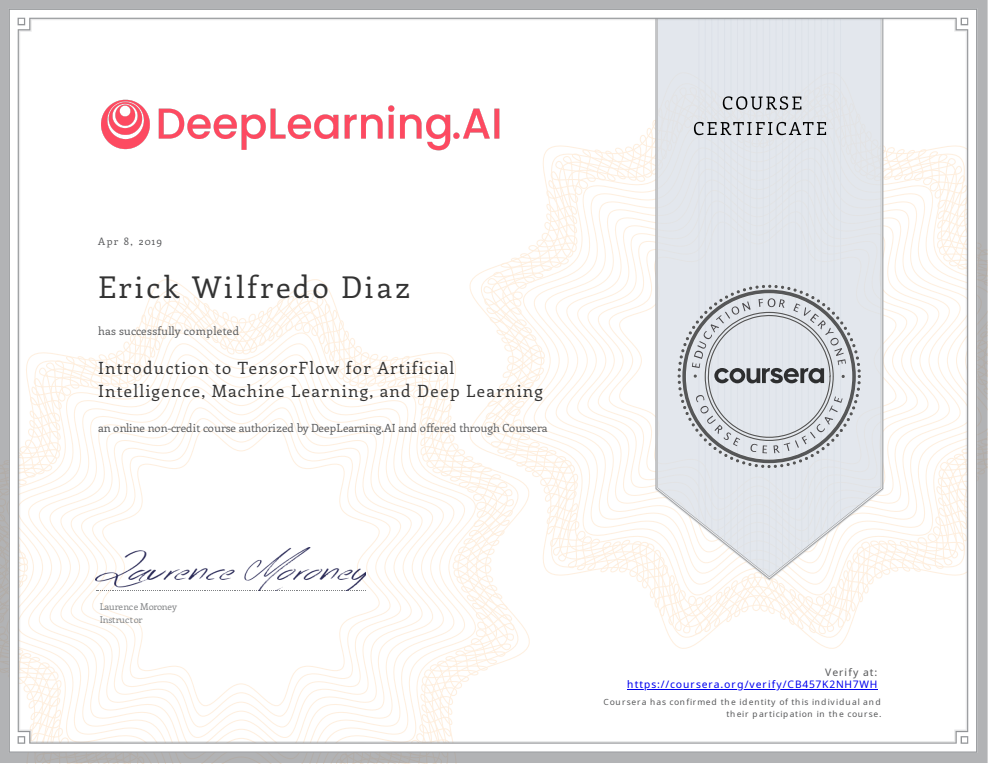 DeepLearning.AI
COURSE
CERTIFICATE
Apr 8, 2019
Erick Wilfredo Diaz
has successfully completed
Introduction to TensorFlow for Artificial
Intelligence, Machine Learning, and Deep Learning
an online non-credit course authorized by DeepLearning.AI and offered through Coursera
EDUCATION FOR EVERYONE
coursera
COURSE CERTIFICATE
Laurence Moroney
Laurence Moroney
Instructor
Verify at:
https://coursera.org/verify/CB457K2NH7WH
Coursera has confirmed the identity of this individual and
their participation in the course.